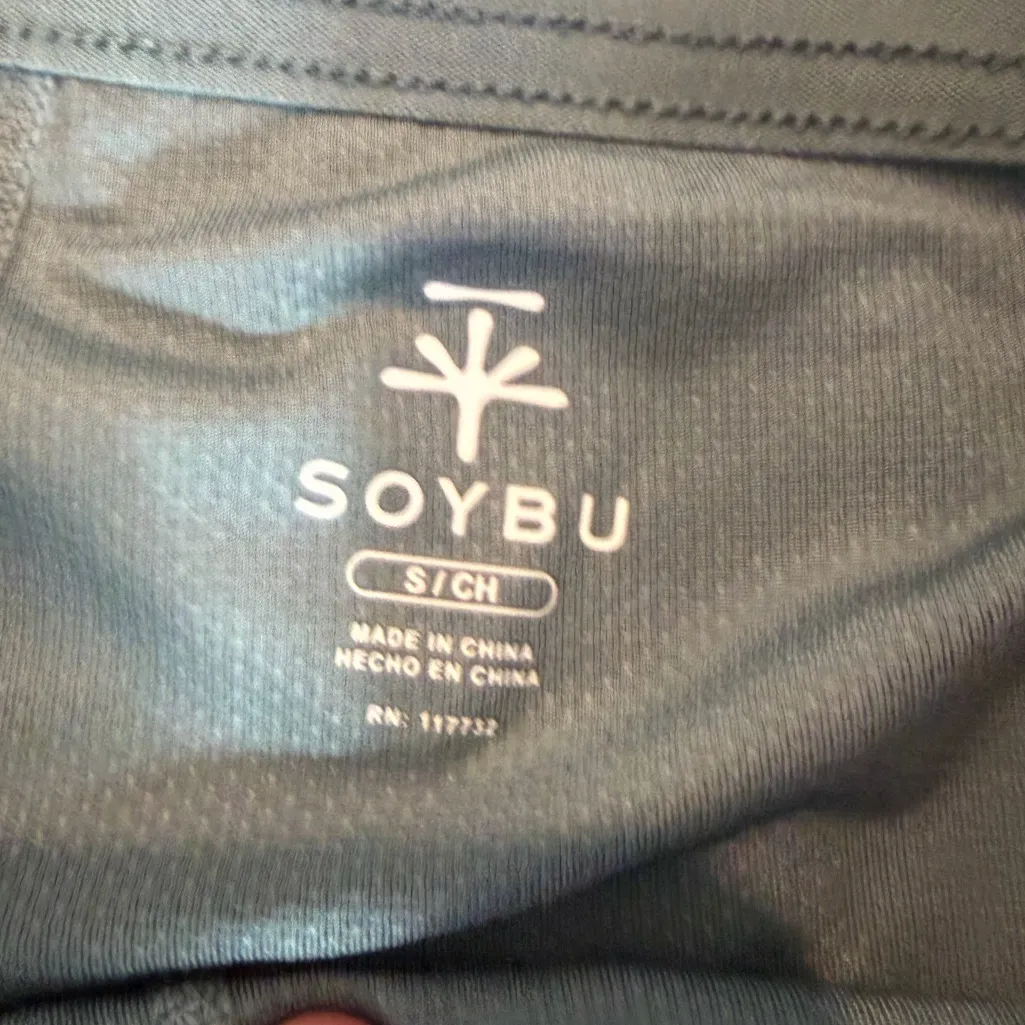 SOYBU
S/CH
MADE IN CHINA
HECHO EN CHINA
RN: 117732